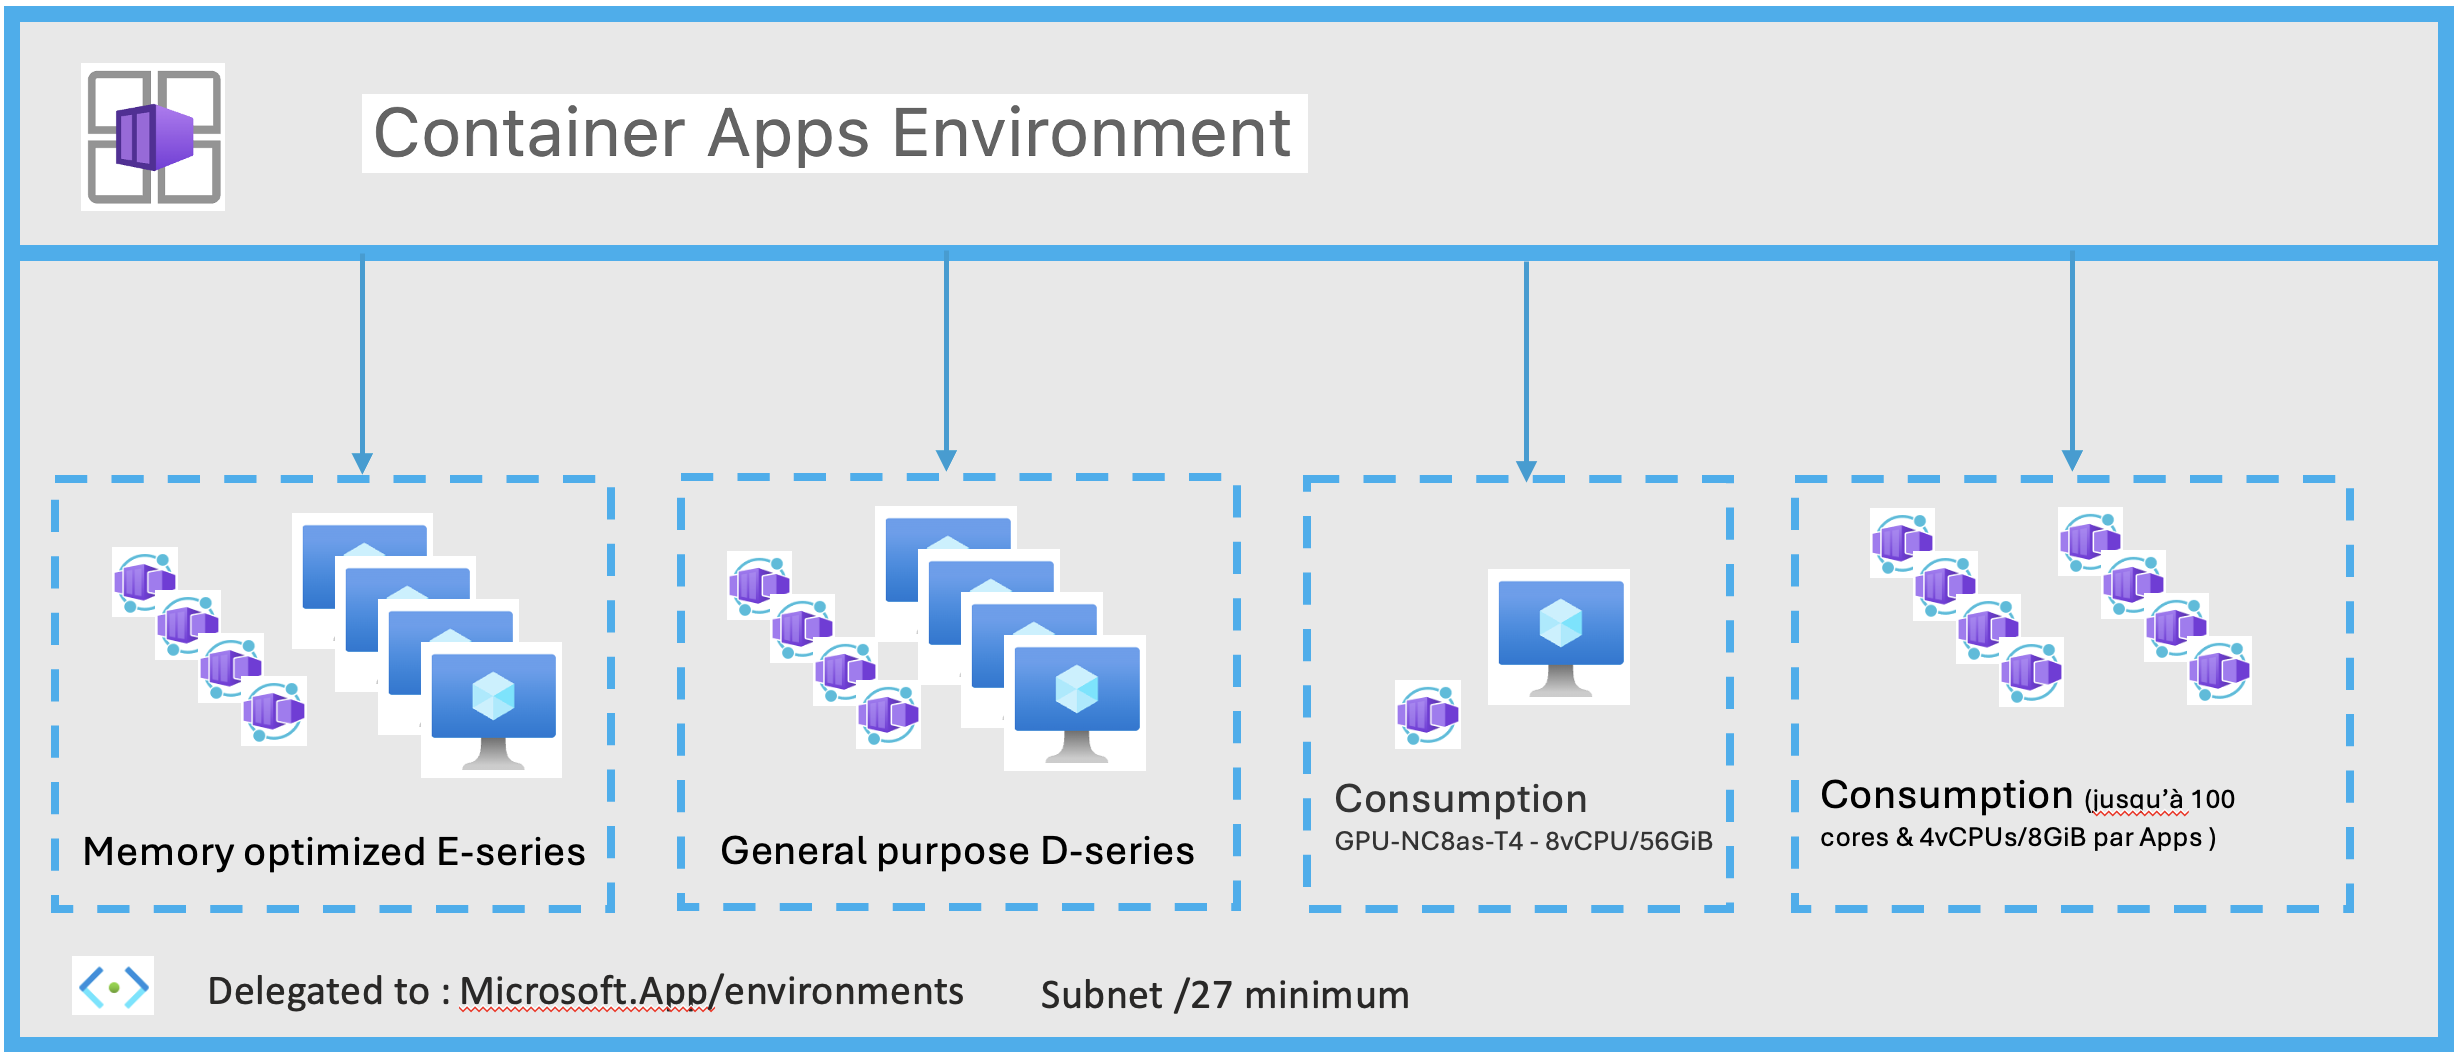 Container Apps Environment
Memory optimized E-series
General purpose D-series
Consumption
GPU-NC8as-T4 - 8vCPU/56GiB
Consumption (jusqu’à 100
cores & 4vCPUs/8GiB par Apps )
Delegated to : Microsoft.App/environments
Subnet /27 minimum